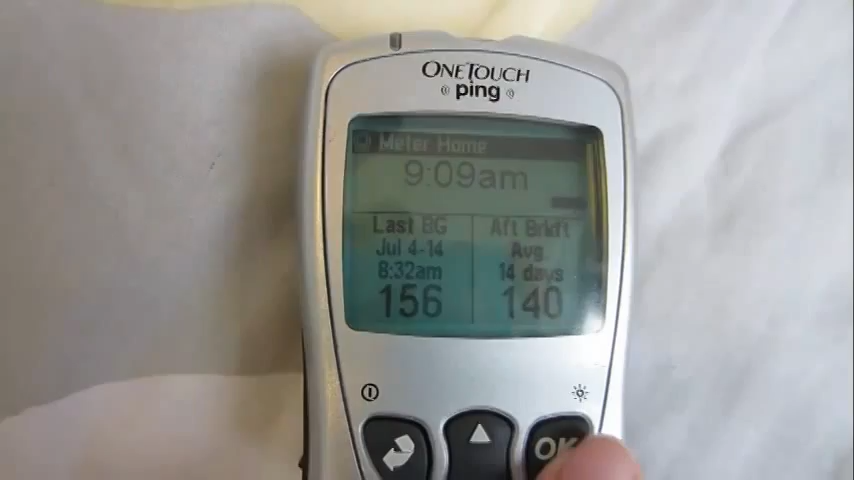 ONETOUCH
ping
Meter Home
9:09am
Last BG
Jul 4-14
8:32am
156
Aft Brkft
Avg
14 days
140
OK